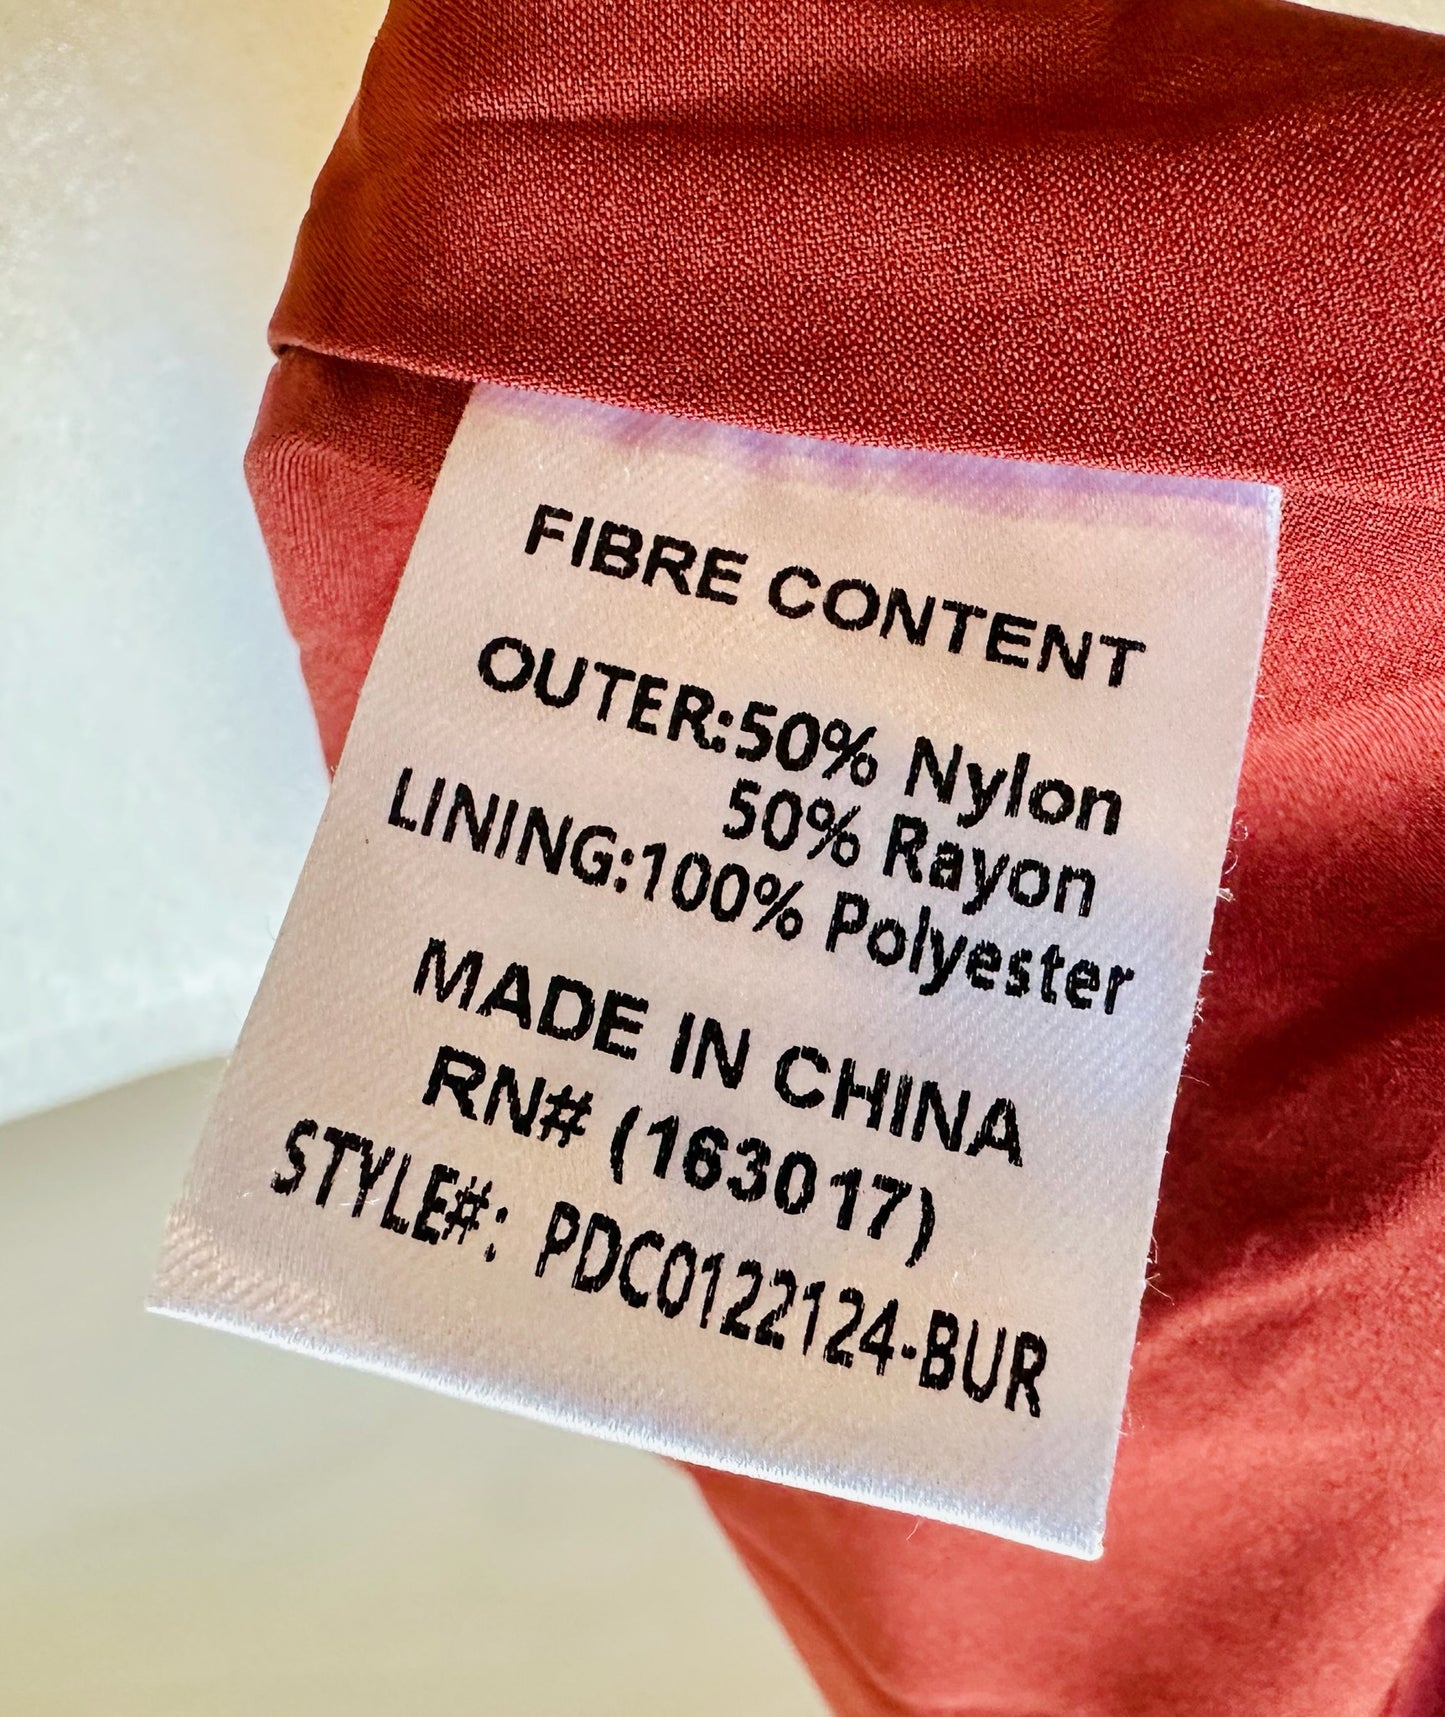 FIBRE CONTENT
OUTER:50% Nylon
50% Rayon
LINING:100% Polyester
MADE IN CHINA
RN# (163017)
STYLE#: PDC0122124-BUR